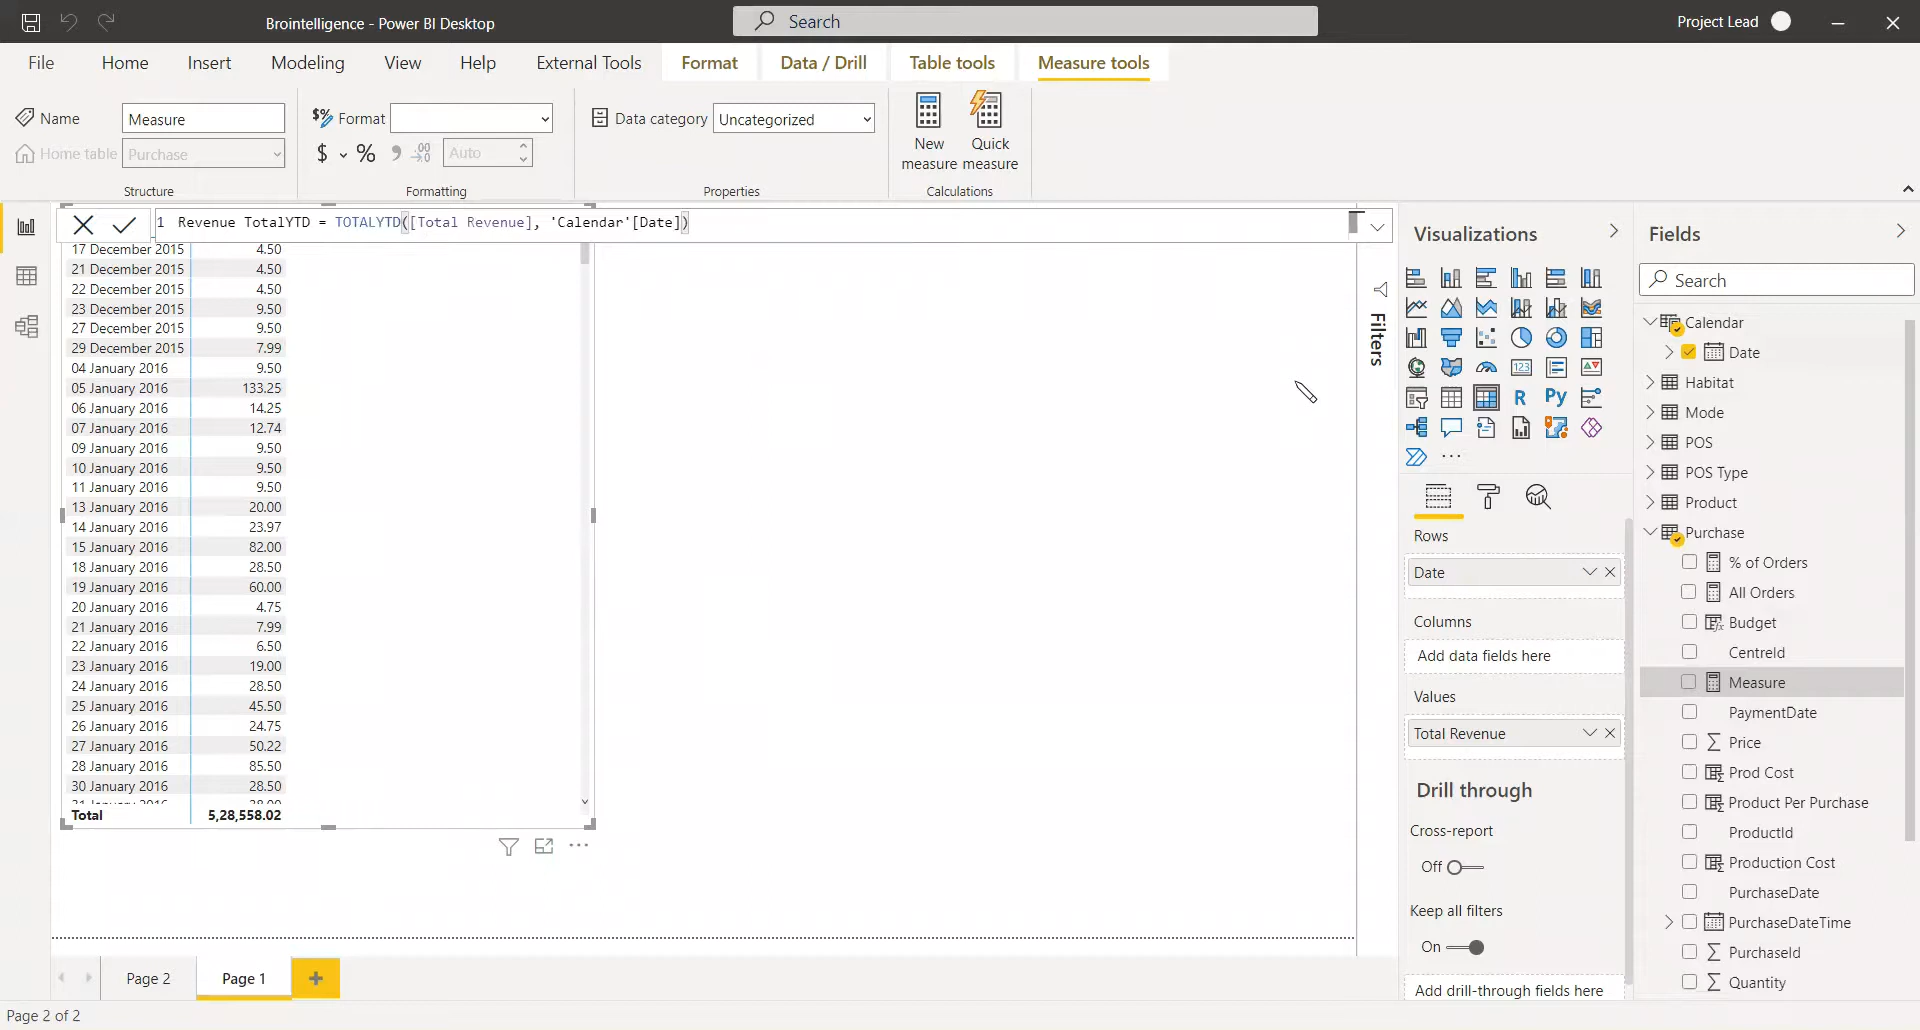 Brointelligence - Power BI Desktop
Search
Project Lead
File
Home
Insert
Modeling
View
Help
External Tools
Format
Data / Drill
Table tools
Measure tools
Name
Measure
Home table
Purchase
Structure
Format
$
%
Auto
Formatting
Data category
Uncategorized
Properties
New measure
Quick measure
Calculations
1 Revenue TotalYTD = TOTALYTD([Total Revenue], 'Calendar'[Date])
17 December 2015 4.50
21 December 2015 4.50
22 December 2015 4.50
23 December 2015 9.50
27 December 2015 9.50
29 December 2015 7.99
04 January 2016 9.50
05 January 2016 133.25
06 January 2016 14.25
07 January 2016 12.74
09 January 2016 9.50
10 January 2016 9.50
11 January 2016 9.50
13 January 2016 20.00
14 January 2016 23.97
15 January 2016 82.00
18 January 2016 28.50
19 January 2016 60.00
20 January 2016 4.75
21 January 2016 7.99
22 January 2016 6.50
23 January 2016 19.00
24 January 2016 28.50
25 January 2016 45.50
26 January 2016 24.75
27 January 2016 50.22
28 January 2016 85.50
30 January 2016 28.50
Total 5,28,558.02
Filters
Visualizations
R
Py
123
Rows
Date
Columns
Add data fields here
Values
Total Revenue
Drill through
Cross-report
Off
Keep all filters
On
Add drill-through fields here
Fields
Search
Calendar
Date
Habitat
Mode
POS
POS Type
Product
Purchase
% of Orders
All Orders
Budget
CentreId
Measure
PaymentDate
Price
Prod Cost
Product Per Purchase
ProductId
Production Cost
PurchaseDate
PurchaseDateTime
PurchaseId
Quantity
Page 2
Page 1
+
Page 2 of 2